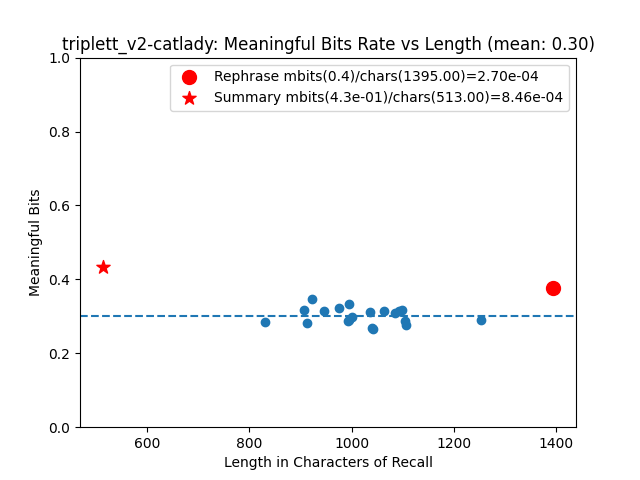 triplett_v2-catlady: Meaningful Bits Rate vs Length (mean: 0.30)
Rephrase mbits(0.4)/chars(1395.00)=2.70e-04
Summary mbits(4.3e-01)/chars(513.00)=8.46e-04
1.0
0.8
0.6
0.4
0.2
0.0
Meaningful Bits
600 800 1000 1200 1400
Length in Characters of Recall